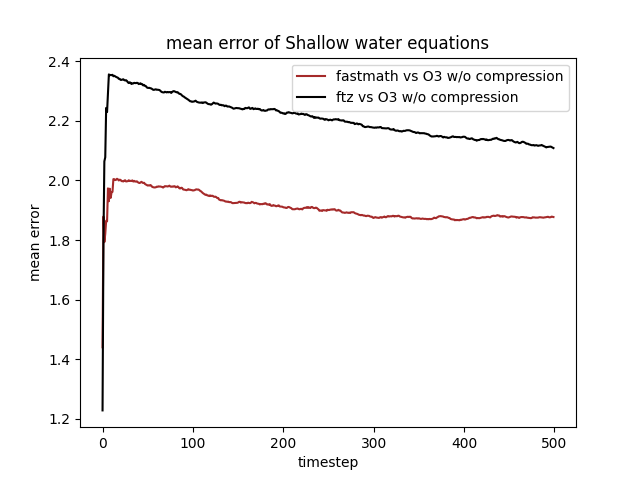 mean error of Shallow water equations
fastmath vs O3 w/o compression
ftz vs O3 w/o compression
mean error
2.4
2.2
2.0
1.8
1.6
1.4
1.2
0 100 200 300 400 500
timestep